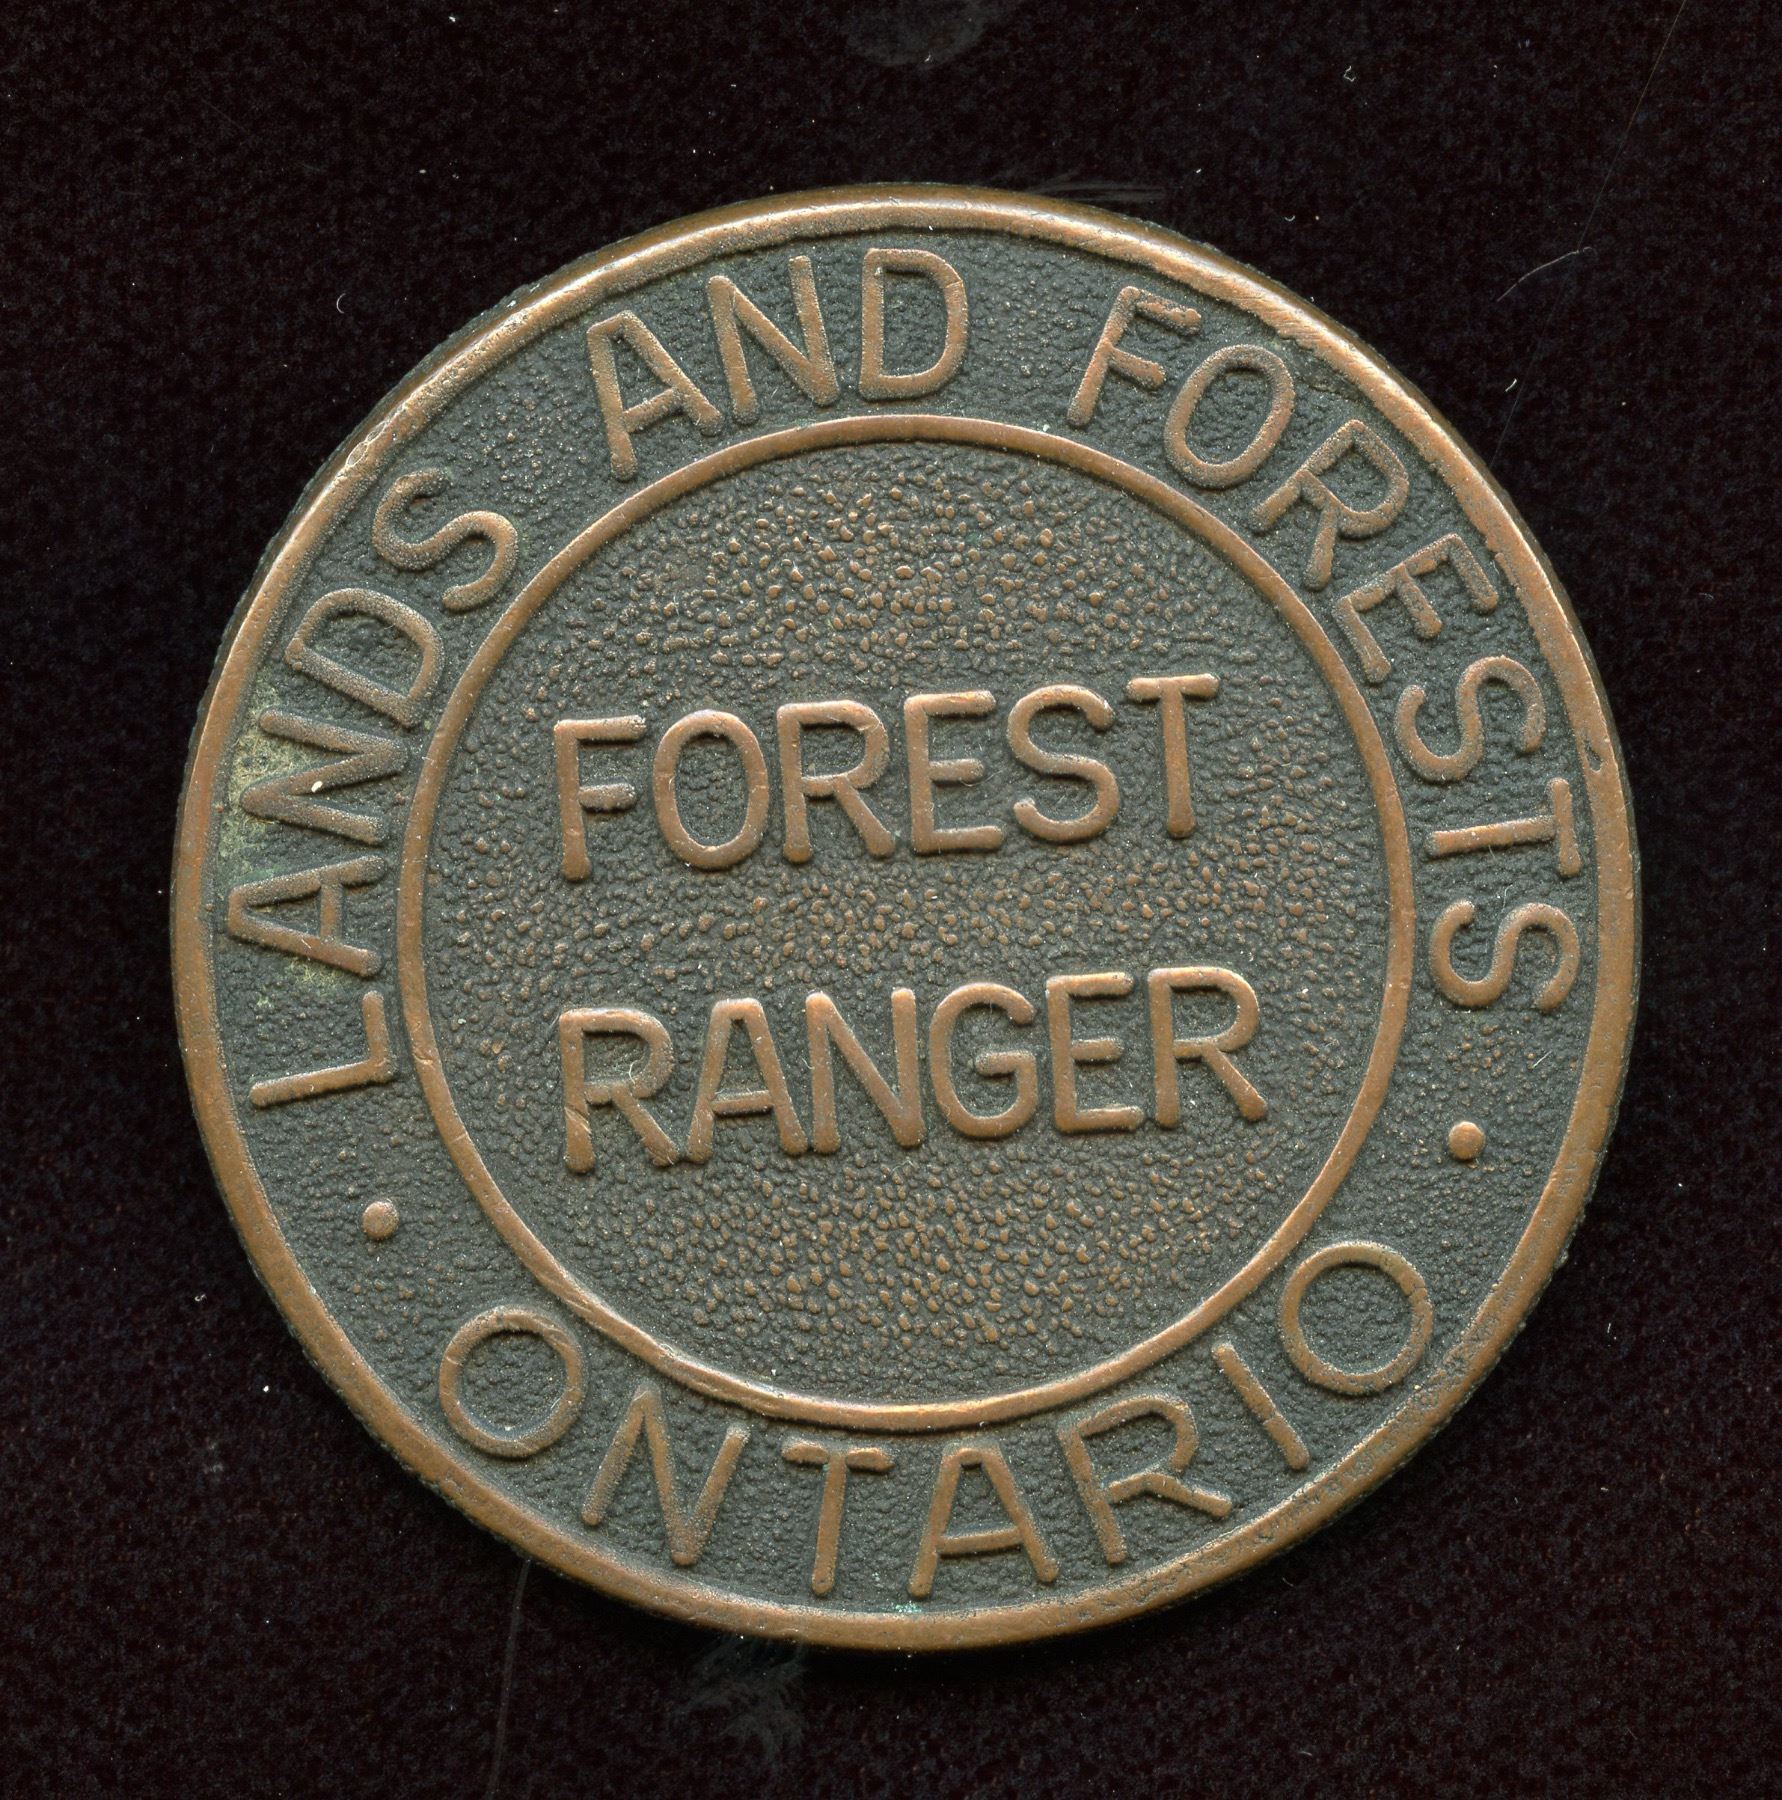 LANDS AND FORESTS
FOREST
RANGER
• ONTARIO •